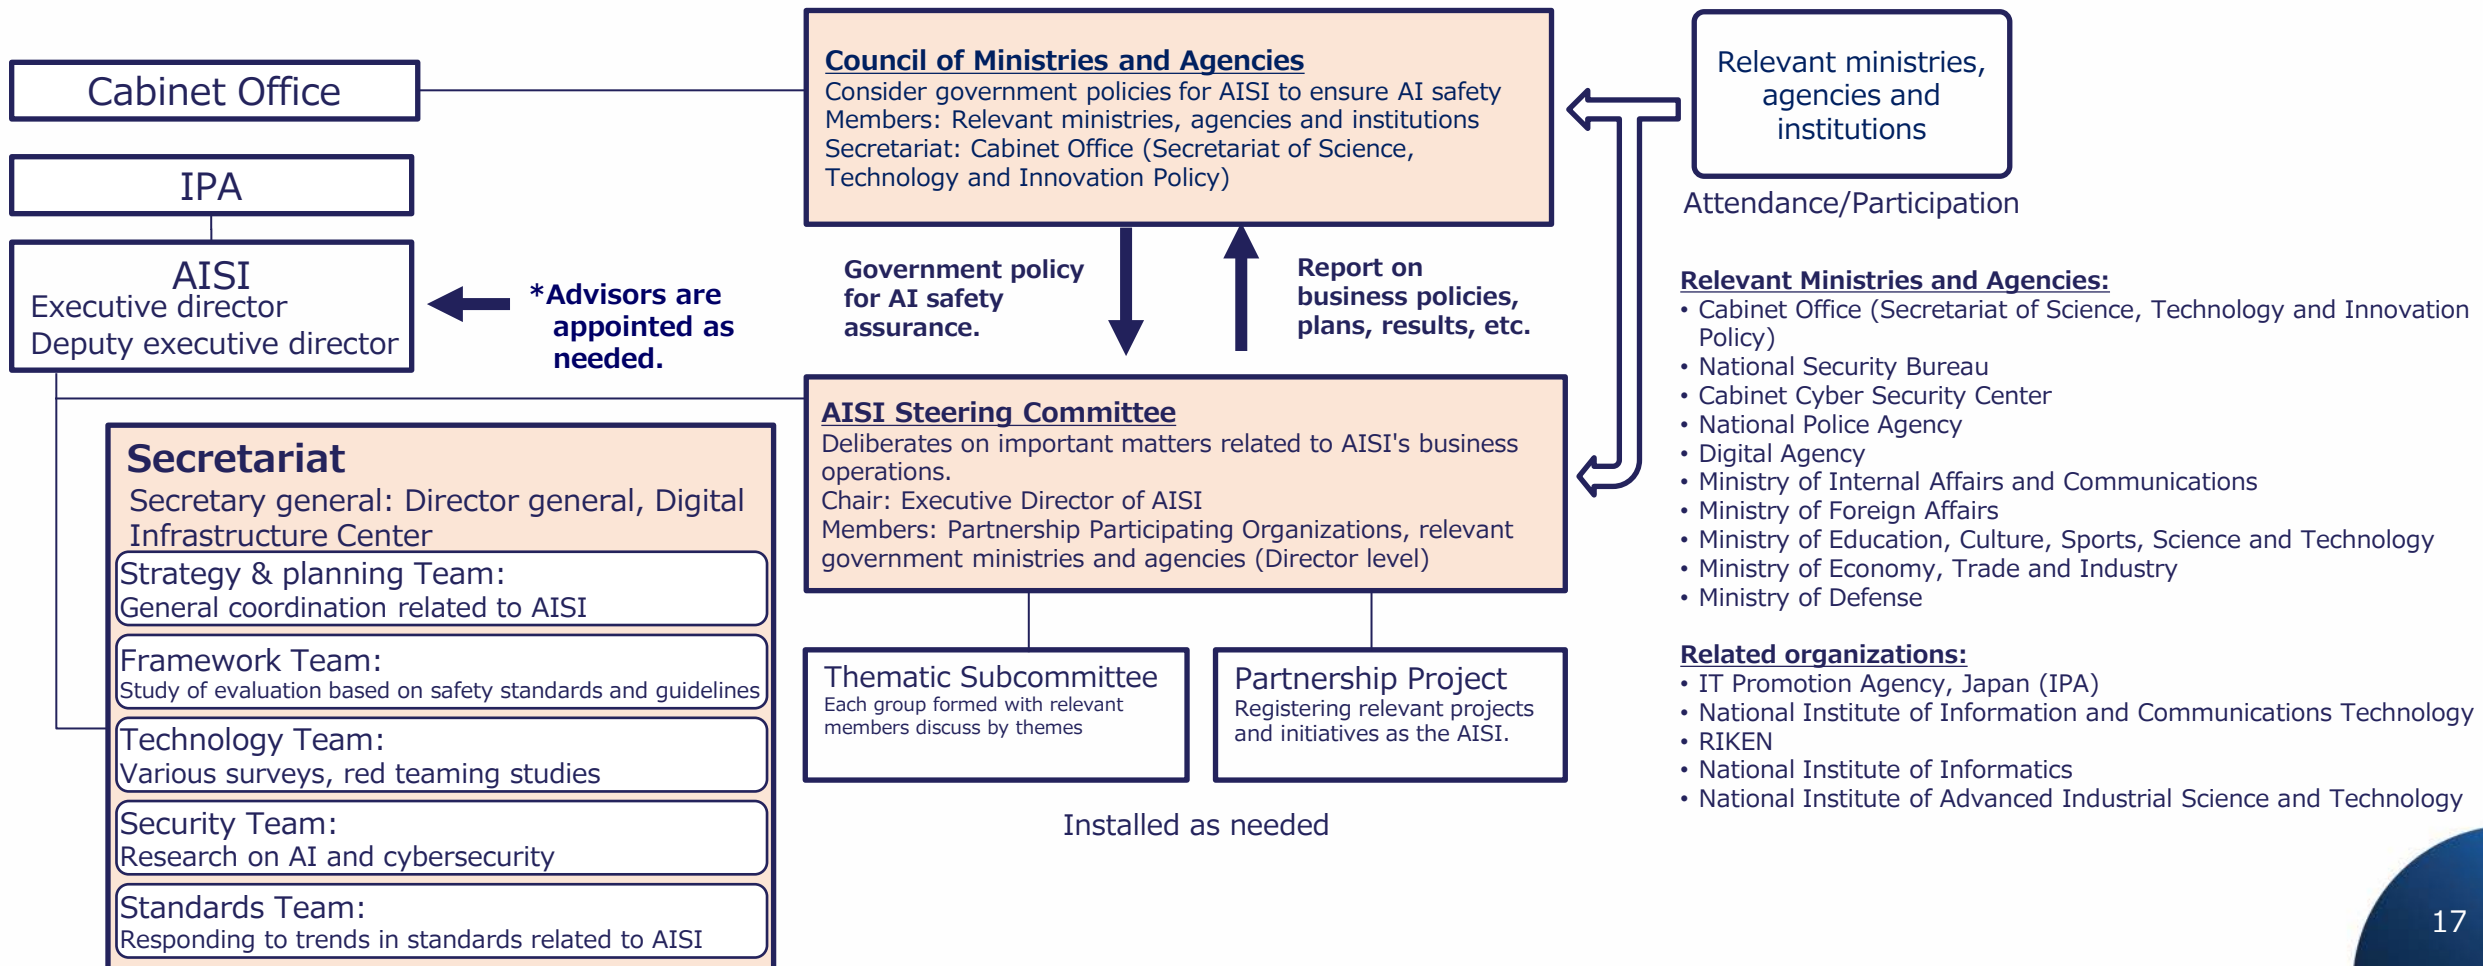 Cabinet Office
IPA
AISI
Executive director
Deputy executive director
*Advisors are
appointed as
needed.
Secretariat
Secretary general: Director general, Digital
Infrastructure Center
Strategy & planning Team:
General coordination related to AISI
Framework Team:
Study of evaluation based on safety standards and guidelines
Technology Team:
Various surveys, red teaming studies
Security Team:
Research on AI and cybersecurity
Standards Team:
Responding to trends in standards related to AISI
Council of Ministries and Agencies
Consider government policies for AISI to ensure AI safety
Members: Relevant ministries, agencies and institutions
Secretariat: Cabinet Office (Secretariat of Science,
Technology and Innovation Policy)
Government policy
for AI safety
assurance.
Report on
business policies,
plans, results, etc.
AISI Steering Committee
Deliberates on important matters related to AISI's business
operations.
Chair: Executive Director of AISI
Members: Partnership Participating Organizations, relevant
government ministries and agencies (Director level)
Thematic Subcommittee
Each group formed with relevant
members discuss by themes
Partnership Project
Registering relevant projects
and initiatives as the AISI.
Installed as needed
Relevant ministries,
agencies and
institutions
Attendance/Participation
Relevant Ministries and Agencies:
• Cabinet Office (Secretariat of Science, Technology and Innovation
Policy)
• National Security Bureau
• Cabinet Cyber Security Center
• National Police Agency
• Digital Agency
• Ministry of Internal Affairs and Communications
• Ministry of Foreign Affairs
• Ministry of Education, Culture, Sports, Science and Technology
• Ministry of Economy, Trade and Industry
• Ministry of Defense
Related organizations:
• IT Promotion Agency, Japan (IPA)
• National Institute of Information and Communications Technology
• RIKEN
• National Institute of Informatics
• National Institute of Advanced Industrial Science and Technology
17